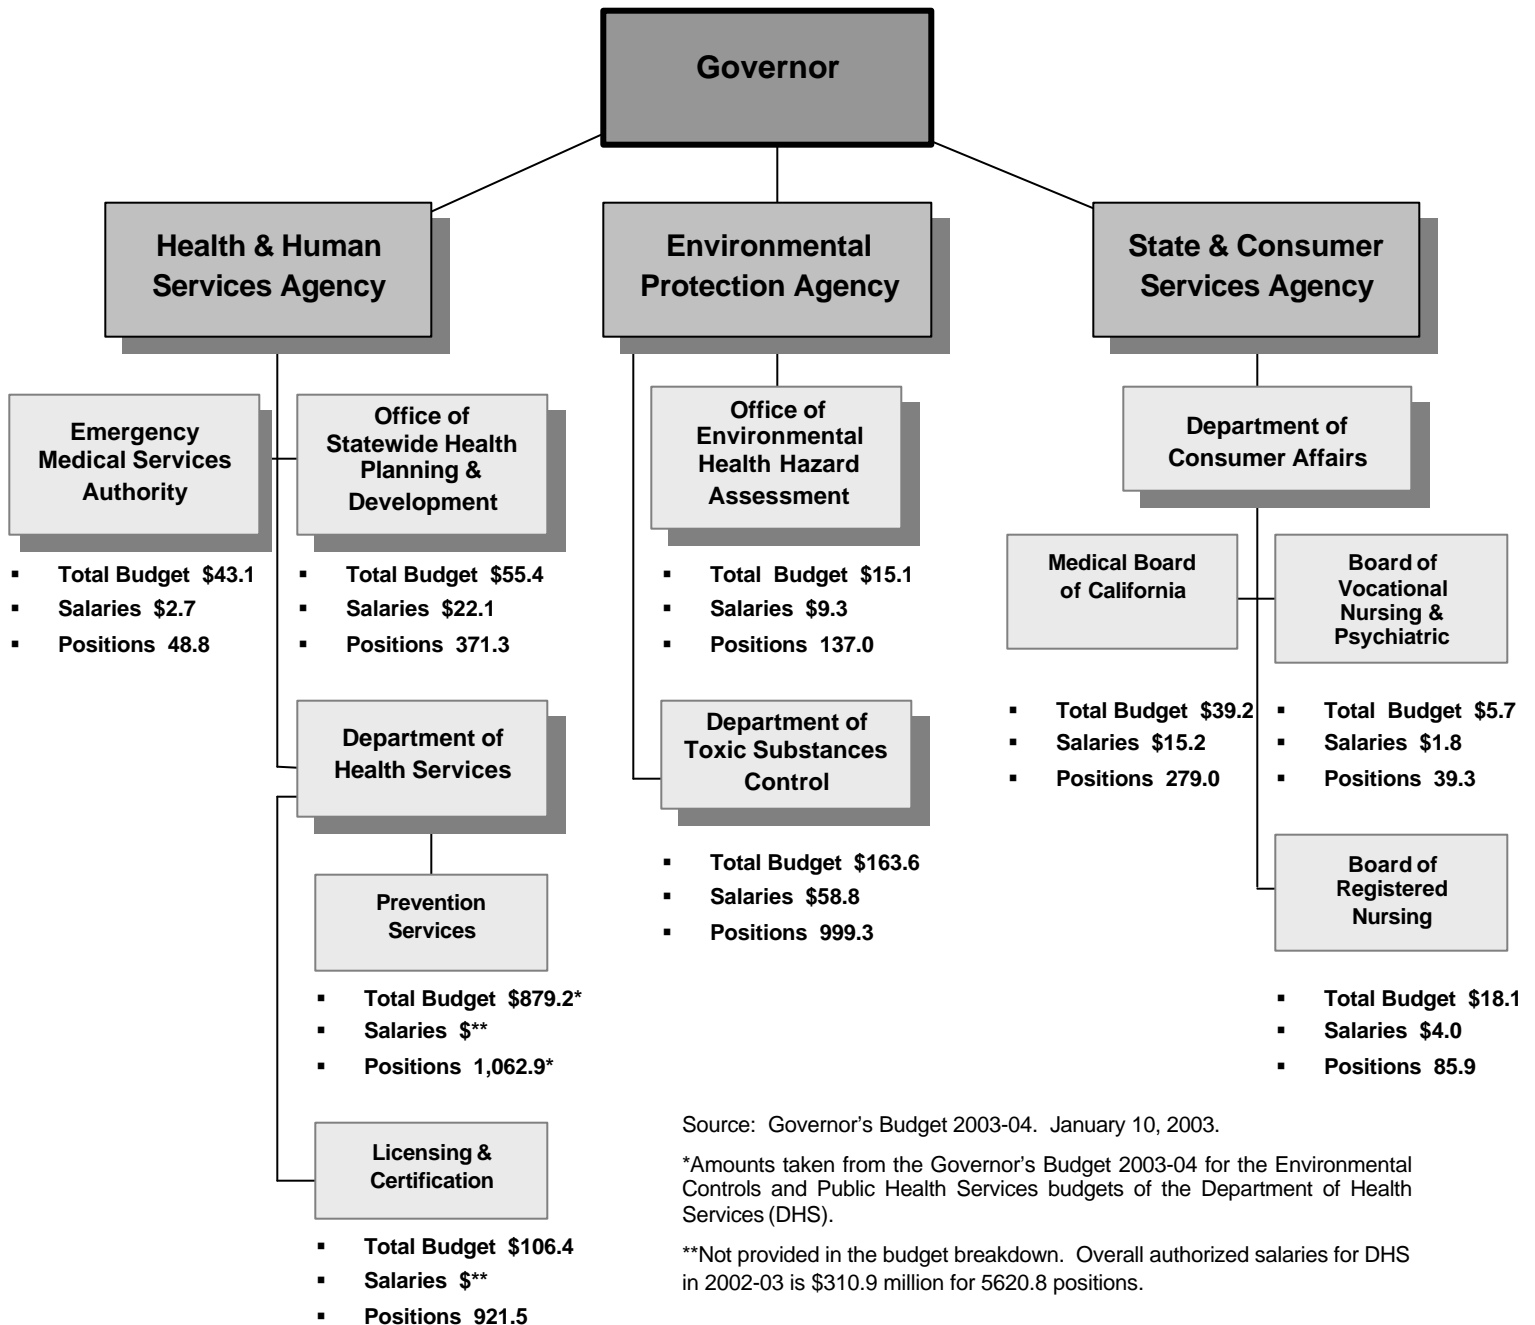 Governor
Health & Human
Services Agency
Environmental
Protection Agency
State & Consumer
Services Agency
Emergency
Medical Services
Authority
▪ Total Budget $43.1
▪ Salaries $2.7
▪ Positions 48.8
Office of
Statewide Health
Planning &
Development
▪ Total Budget $55.4
▪ Salaries $22.1
▪ Positions 371.3
Department of
Health Services
Prevention
Services
▪ Total Budget $879.2*
▪ Salaries $**
▪ Positions 1,062.9*
Licensing &
Certification
▪ Total Budget $106.4
▪ Salaries $**
▪ Positions 921.5
Office of
Environmental
Health Hazard
Assessment
▪ Total Budget $15.1
▪ Salaries $9.3
▪ Positions 137.0
Department of
Toxic Substances
Control
▪ Total Budget $163.6
▪ Salaries $58.8
▪ Positions 999.3
Department of
Consumer Affairs
Medical Board
of California
▪ Total Budget $39.2
▪ Salaries $15.2
▪ Positions 279.0
Board of
Vocational
Nursing &
Psychiatric
▪ Total Budget $5.7
▪ Salaries $1.8
▪ Positions 39.3
Board of
Registered
Nursing
▪ Total Budget $18.1
▪ Salaries $4.0
▪ Positions 85.9
Source: Governor’s Budget 2003-04. January 10, 2003.
*Amounts taken from the Governor’s Budget 2003-04 for the Environmental
Controls and Public Health Services budgets of the Department of Health
Services (DHS).
**Not provided in the budget breakdown. Overall authorized salaries for DHS
in 2002-03 is $310.9 million for 5620.8 positions.